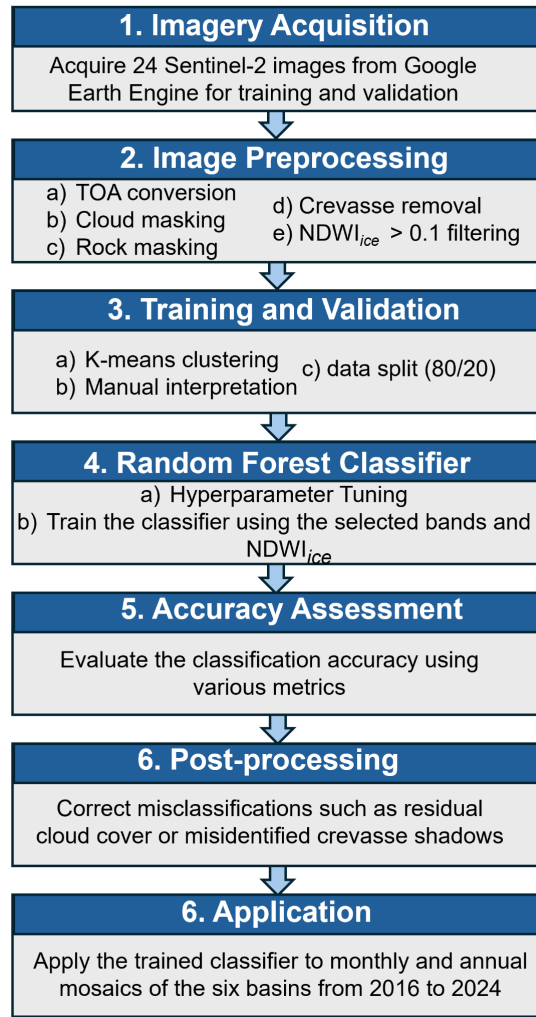 1. Imagery Acquisition
Acquire 24 Sentinel-2 images from Google
Earth Engine for training and validation
2. Image Preprocessing
a) TOA conversion
b) Cloud masking
c) Rock masking
d) Crevasse removal
e) NDWIice > 0.1 filtering
3. Training and Validation
a) K-means clustering
b) Manual interpretation
c) data split (80/20)
4. Random Forest Classifier
a) Hyperparameter Tuning
b) Train the classifier using the selected bands and
NDWIice
5. Accuracy Assessment
Evaluate the classification accuracy using
various metrics
6. Post-processing
Correct misclassifications such as residual
cloud cover or misidentified crevasse shadows
6. Application
Apply the trained classifier to monthly and annual
mosaics of the six basins from 2016 to 2024